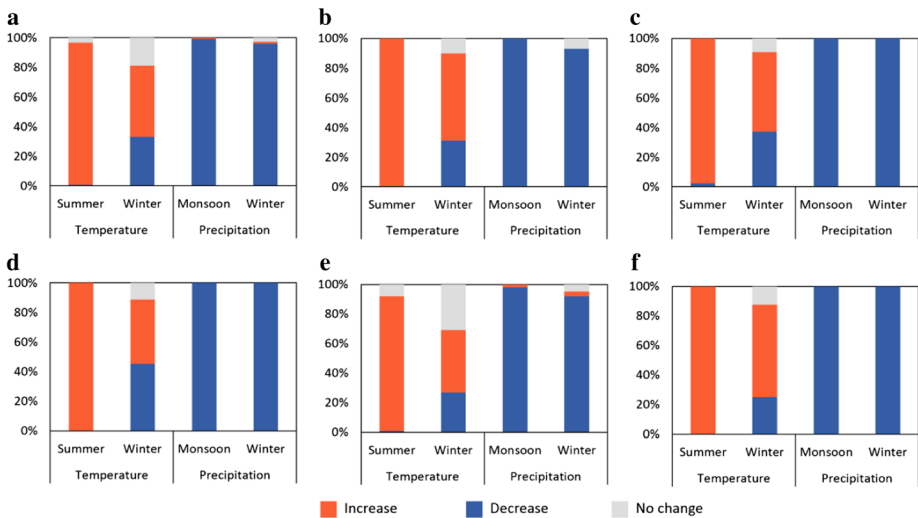 a
100%
80%
60%
40%
20%
0%
Summer Winter Monsoon Winter
Temperature Precipitation
b
100%
80%
60%
40%
20%
0%
Summer Winter Monsoon Winter
Temperature Precipitation
c
100%
80%
60%
40%
20%
0%
Summer Winter Monsoon Winter
Temperature Precipitation
d
100%
80%
60%
40%
20%
0%
Summer Winter Monsoon Winter
Temperature Precipitation
e
100%
80%
60%
40%
20%
0%
Summer Winter Monsoon Winter
Temperature Precipitation
f
100%
80%
60%
40%
20%
0%
Summer Winter Monsoon Winter
Temperature Precipitation
Increase Decrease No change